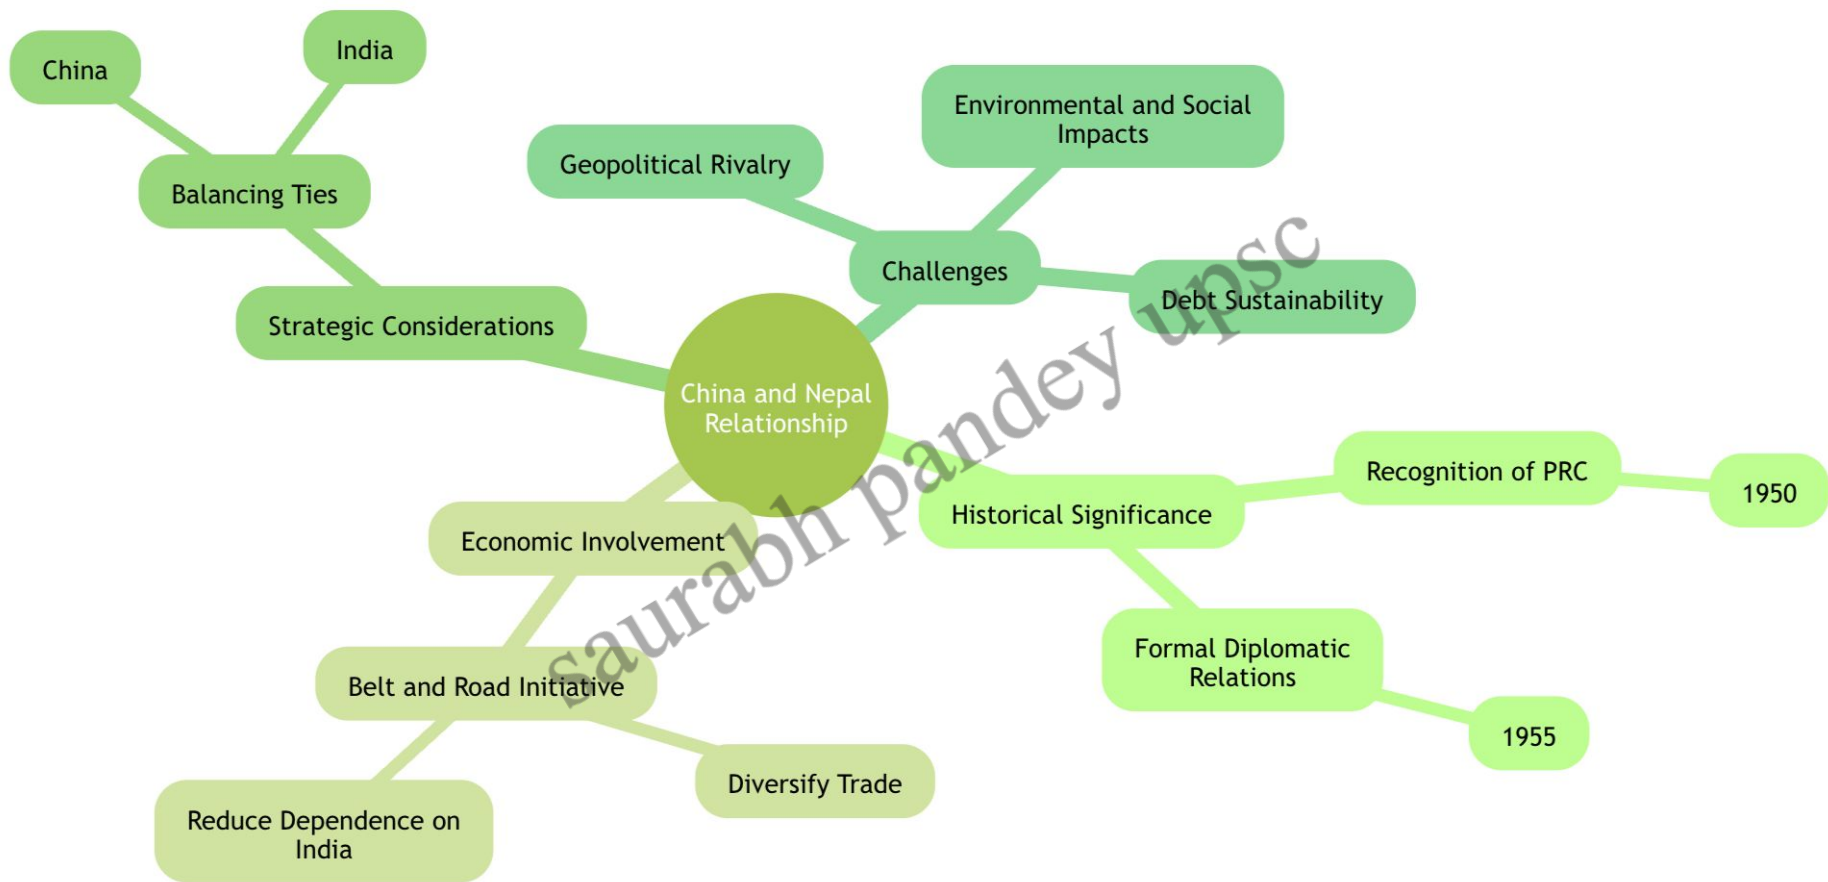 China
India
Balancing Ties
Strategic Considerations
Geopolitical Rivalry
Environmental and Social
Impacts
Challenges
Debt Sustainability
China and Nepal
Relationship
Historical Significance
Recognition of PRC
1950
Formal Diplomatic
Relations
1955
Economic Involvement
Belt and Road Initiative
Diversify Trade
Reduce Dependence on
India
saurabh pandey upsc